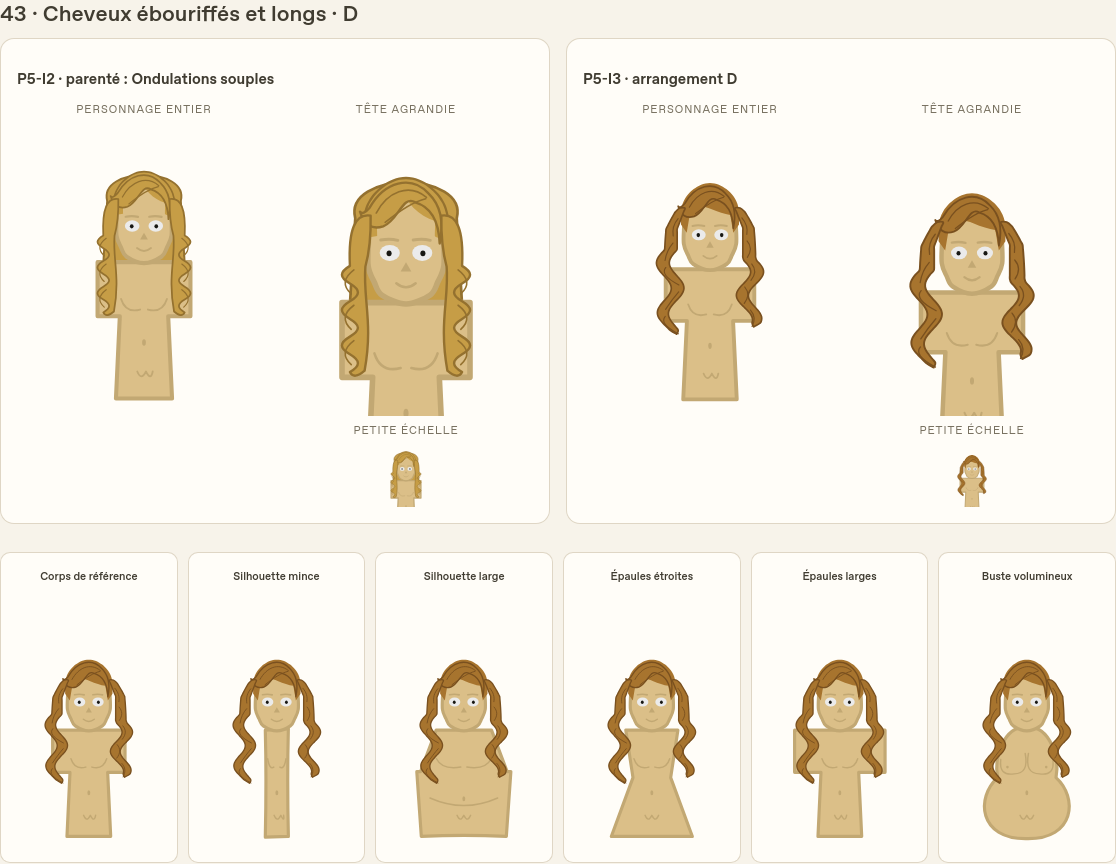 43 · Cheveux ébouriffés et longs · D
P5-I2 · parenté : Ondulations souples
PERSONNAGE ENTIER
TÊTE AGRANDIE
PETITE ÉCHELLE
P5-I3 · arrangement D
PERSONNAGE ENTIER
TÊTE AGRANDIE
PETITE ÉCHELLE
Corps de référence
Silhouette mince
Silhouette large
Épaules étroites
Épaules larges
Buste volumineux